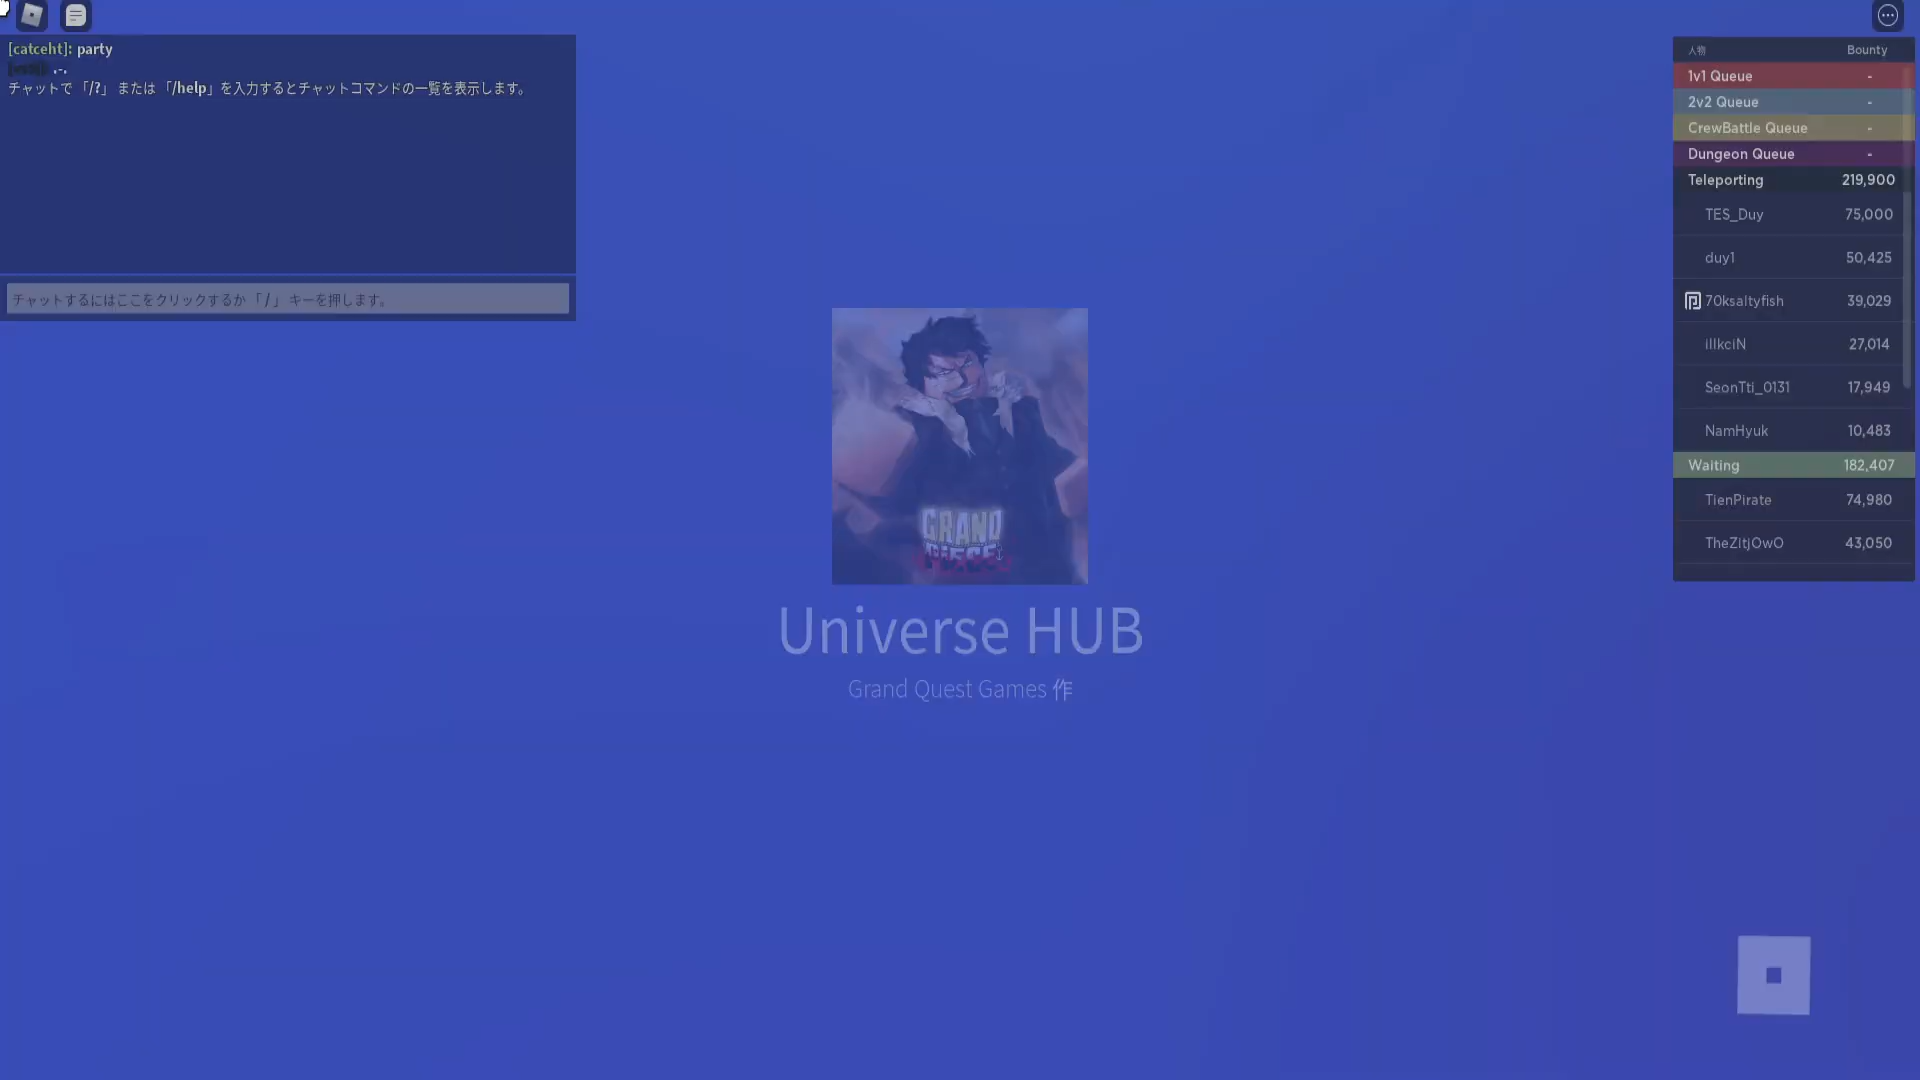 [catceht]: party
.-.
チャットで 「/?」 または 「/help」を入力するとチャットコマンドの一覧を表示します。
チャットするにはここをクリックするか 「/」 キーを押します。
人物 Bounty
1v1 Queue -
2v2 Queue -
CrewBattle Queue -
Dungeon Queue -
Teleporting 219,900
TES_Duy 75,000
duy1 50,425
70ksaltyfish 39,029
SeonTti_0131 17,949
27,014
NamHyuk 10,483
Waiting 182,407
TienPirate 74,980
43,050
GRAND
PIECE
Universe HUB
Grand Quest Games 作